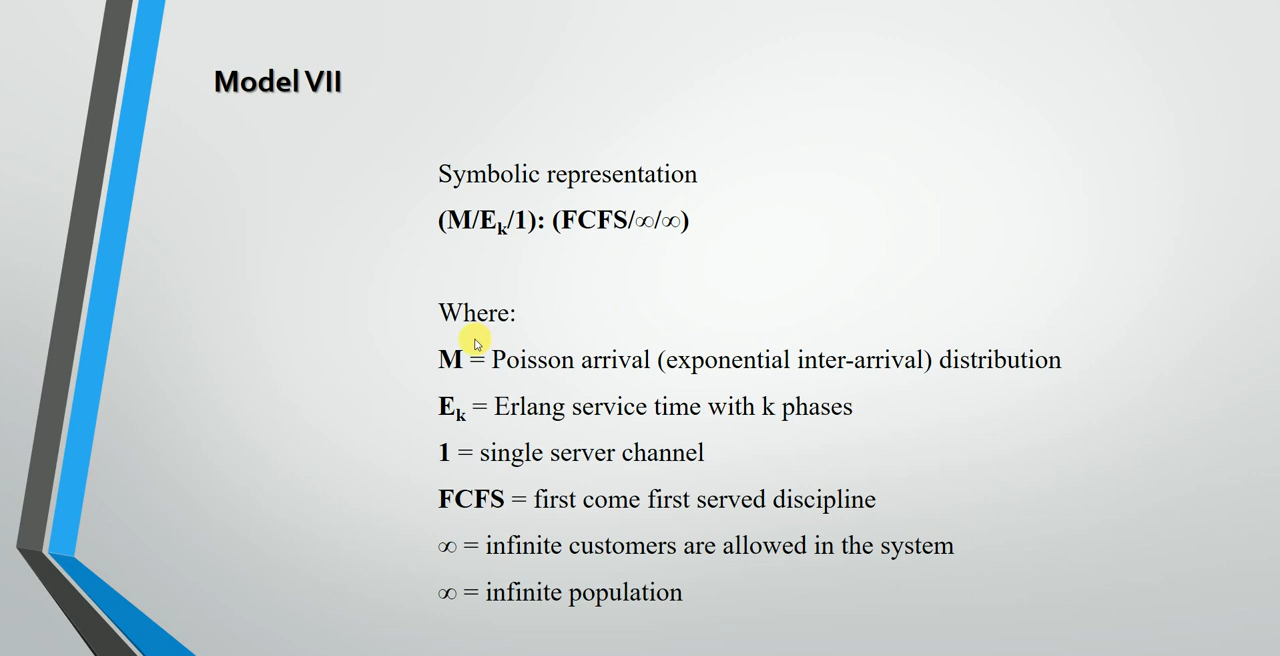 Model VII
Symbolic representation
(M/Eₖ/1): (FCFS/∞/∞)
Where:
M = Poisson arrival (exponential inter-arrival) distribution
Eₖ = Erlang service time with k phases
1 = single server channel
FCFS = first come first served discipline
∞ = infinite customers are allowed in the system
∞ = infinite population